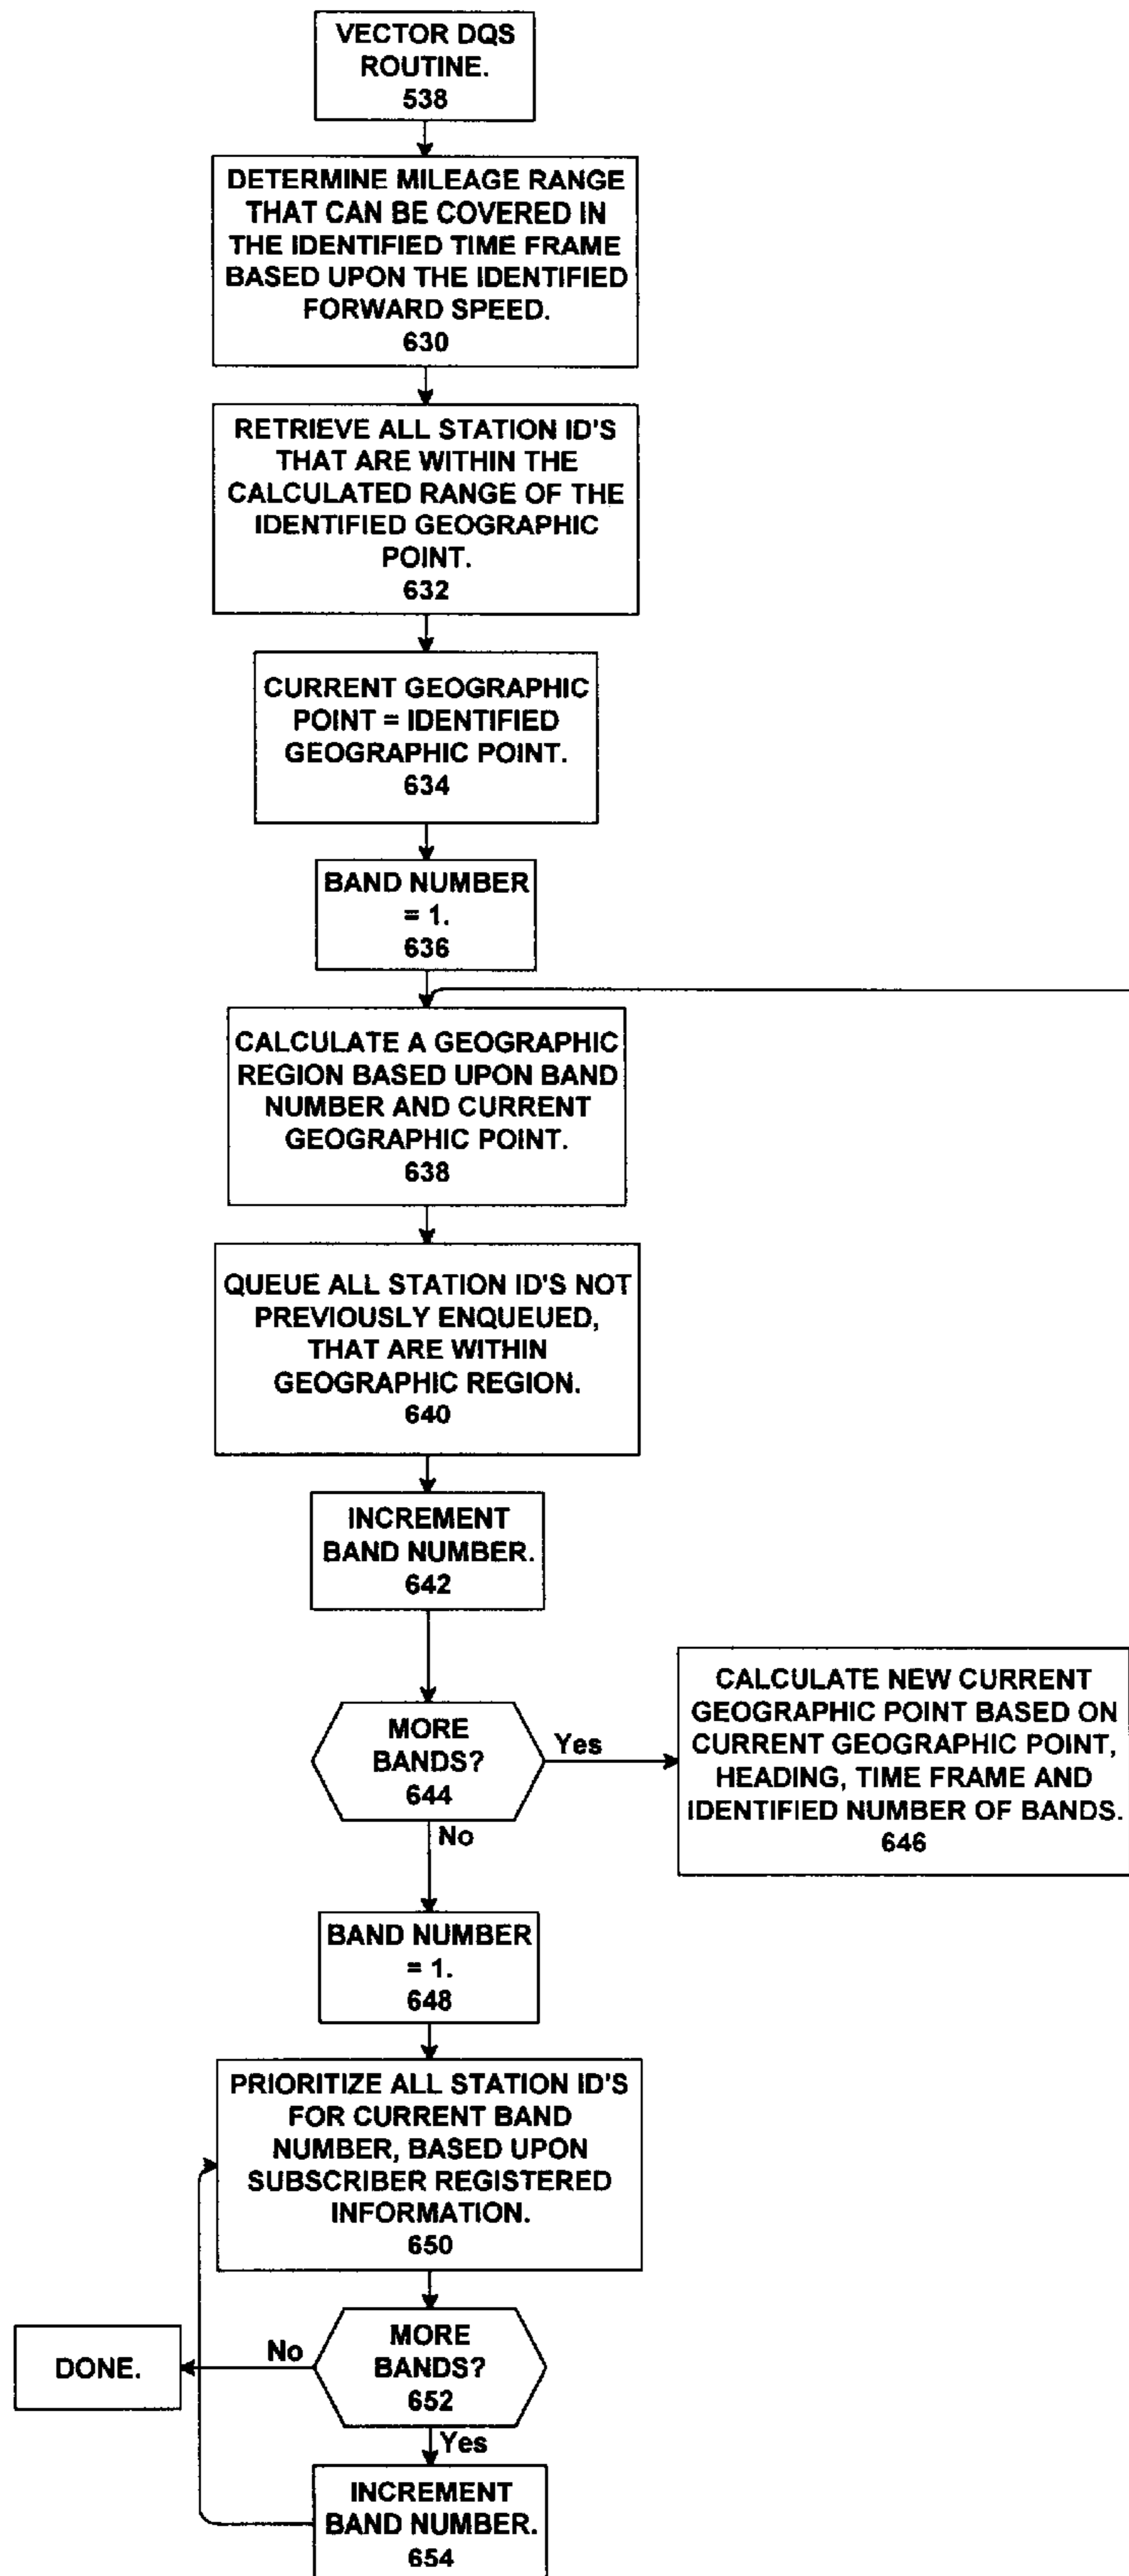 VECTOR DQS
ROUTINE.
538
DETERMINE MILEAGE RANGE
THAT CAN BE COVERED IN
THE IDENTIFIED TIME FRAME
BASED UPON THE IDENTIFIED
FORWARD SPEED.
630
RETRIEVE ALL STATION ID'S
THAT ARE WITHIN THE
CALCULATED RANGE OF THE
IDENTIFIED GEOGRAPHIC
POINT.
632
CURRENT GEOGRAPHIC
POINT = IDENTIFIED
GEOGRAPHIC POINT.
634
BAND NUMBER
= 1.
636
CALCULATE A GEOGRAPHIC
REGION BASED UPON BAND
NUMBER AND CURRENT
GEOGRAPHIC POINT.
638
QUEUE ALL STATION ID'S NOT
PREVIOUSLY ENQUEUED,
THAT ARE WITHIN
GEOGRAPHIC REGION.
640
INCREMENT
BAND NUMBER.
642
MORE
BANDS?
644
Yes
CALCULATE NEW CURRENT
GEOGRAPHIC POINT BASED ON
CURRENT GEOGRAPHIC POINT,
HEADING, TIME FRAME AND
IDENTIFIED NUMBER OF BANDS.
646
No
BAND NUMBER
= 1.
648
PRIORITIZE ALL STATION ID'S
FOR CURRENT BAND
NUMBER, BASED UPON
SUBSCRIBER REGISTERED
INFORMATION.
650
MORE
BANDS?
652
No
DONE.
Yes
INCREMENT
BAND NUMBER.
654